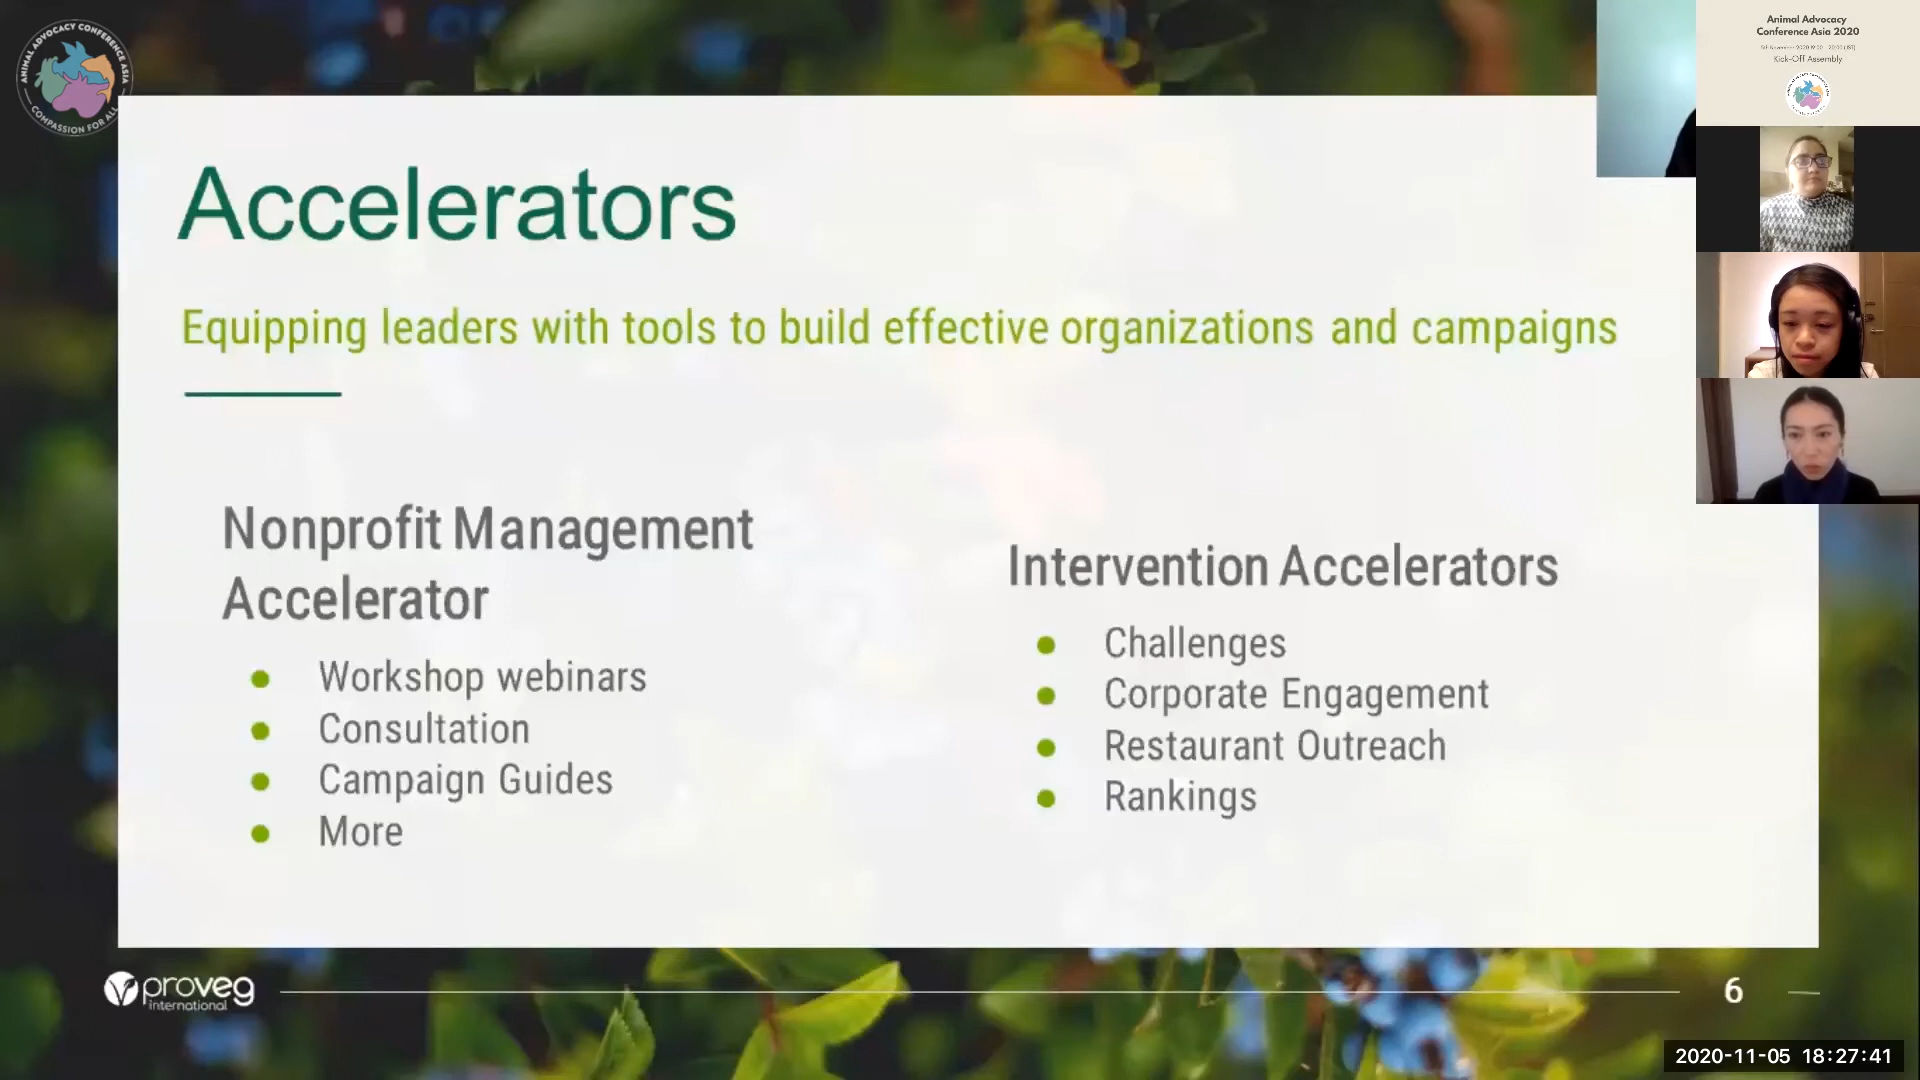 ANIMAL ADVOCACY CONFERENCE ASIA
COMPASSION FOR ALL
Animal Advocacy
Conference Asia 2020
Kick-Off Assembly
Accelerators
Equipping leaders with tools to build effective organizations and campaigns
Nonprofit Management
Accelerator
Workshop webinars
Consultation
Campaign Guides
More
Intervention Accelerators
Challenges
Corporate Engagement
Restaurant Outreach
Rankings
proveg
international
6
2020-11-05 18:27:41